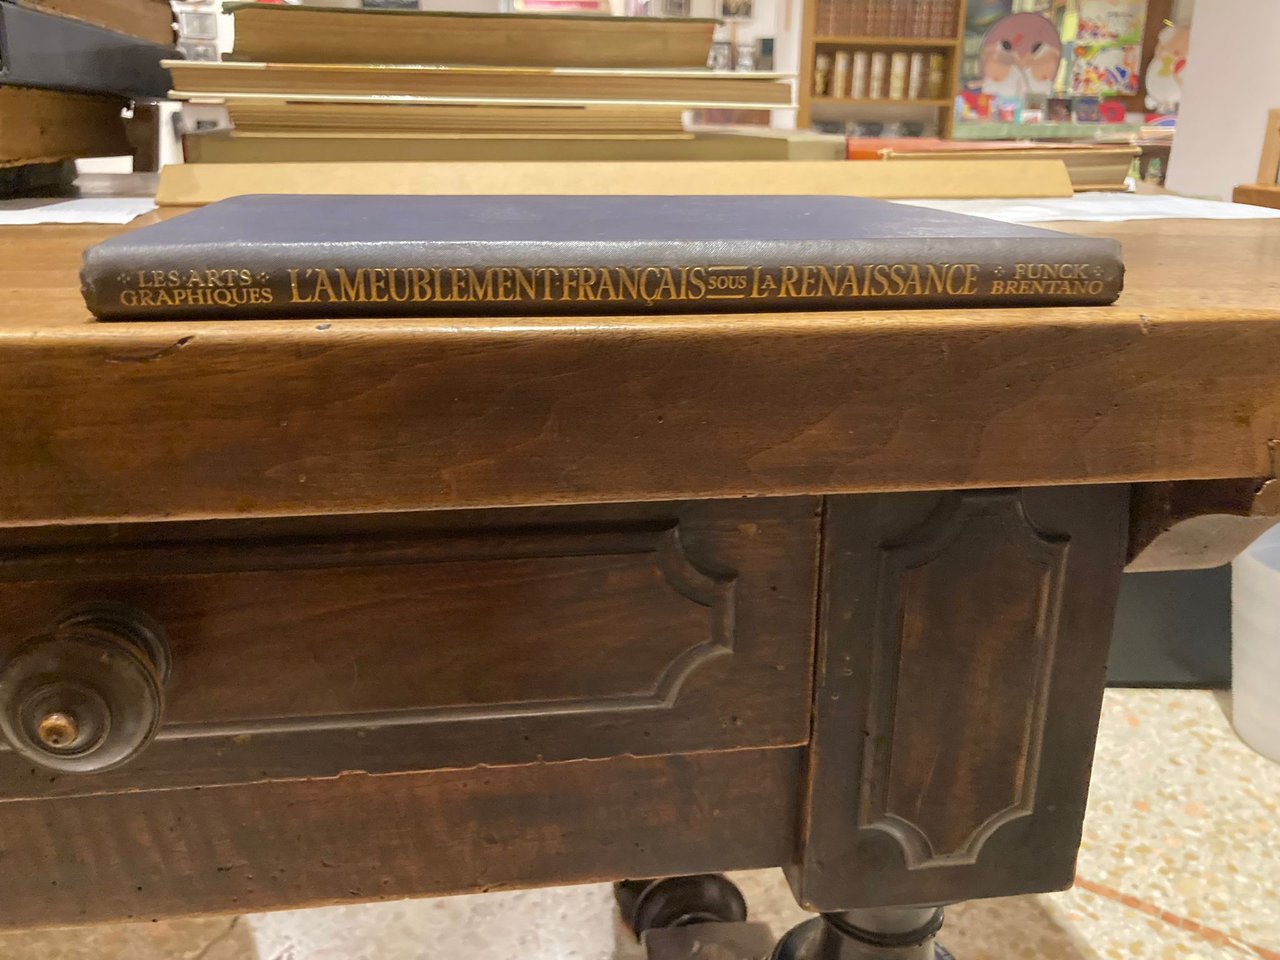 LES·ARTS
GRAPHIQUES
L'AMEUBLEMENT·FRANÇAIS SOUS LA RENAISSANCE
FUNCK
BRENTANO